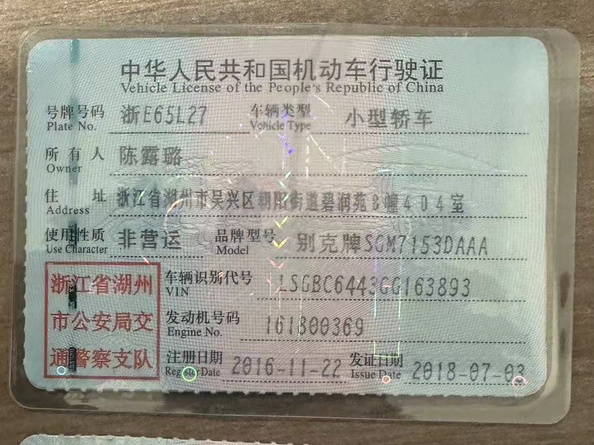 中华人民共和国机动车行驶证
Vehicle License of the People's Republic of China
号牌号码 浙E65L27 车辆类型 小型轿车
Plate No. Vehicle Type
所有人 陈露璐
Owner
住址 浙江省湖州市吴兴区朝阳街道碧润苑8幢404室
Address
使用性质 非营运 品牌型号 别克牌SGM7153DAAA
Use Character Model
浙江省湖州
市公安局交
通警察支队
车辆识别代号 LSGBC6443GG163893
VIN
发动机号码 161800369
Engine No.
注册日期 2016-11-22 发证日期 2018-07-03
Register Date Issue Date